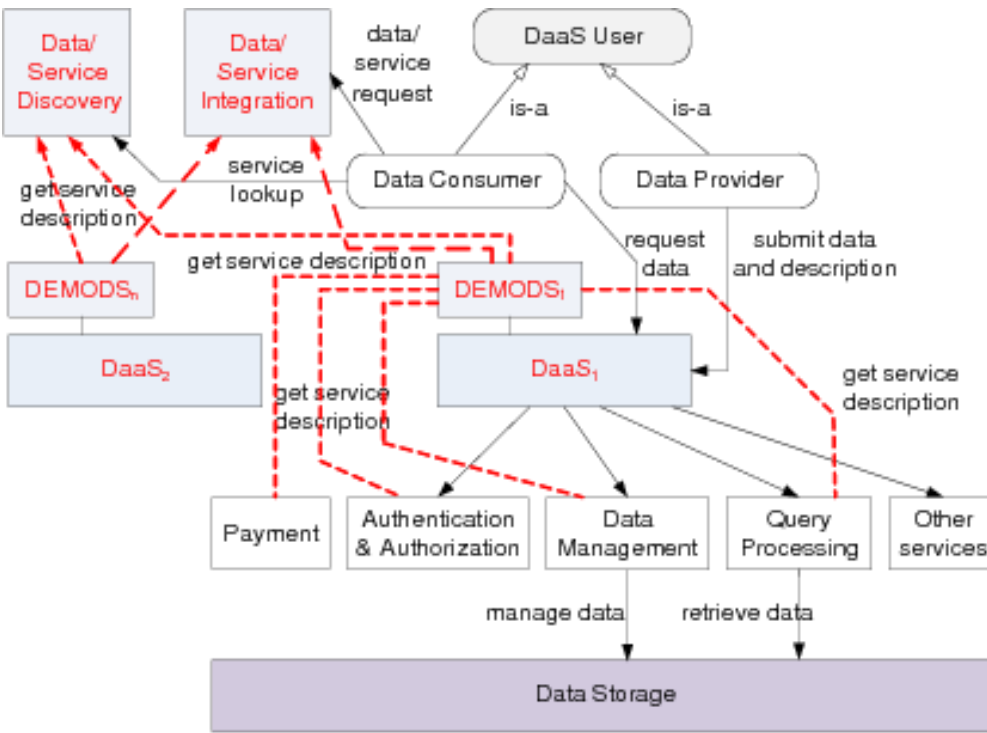 Data/
Service
Discovery
Data/
Service
Integration
data/
service
request
DaaS User
is-a
is-a
Data Consumer
Data Provider
service
lookup
get service
description
request
data
submit data
and description
get service description
DEMODSn
DEMODS1
DaaS2
DaaS1
get service
description
get service
description
Payment
Authentication
& Authorization
Data
Management
Query
Processing
Other
services
manage data
retrieve data
Data Storage